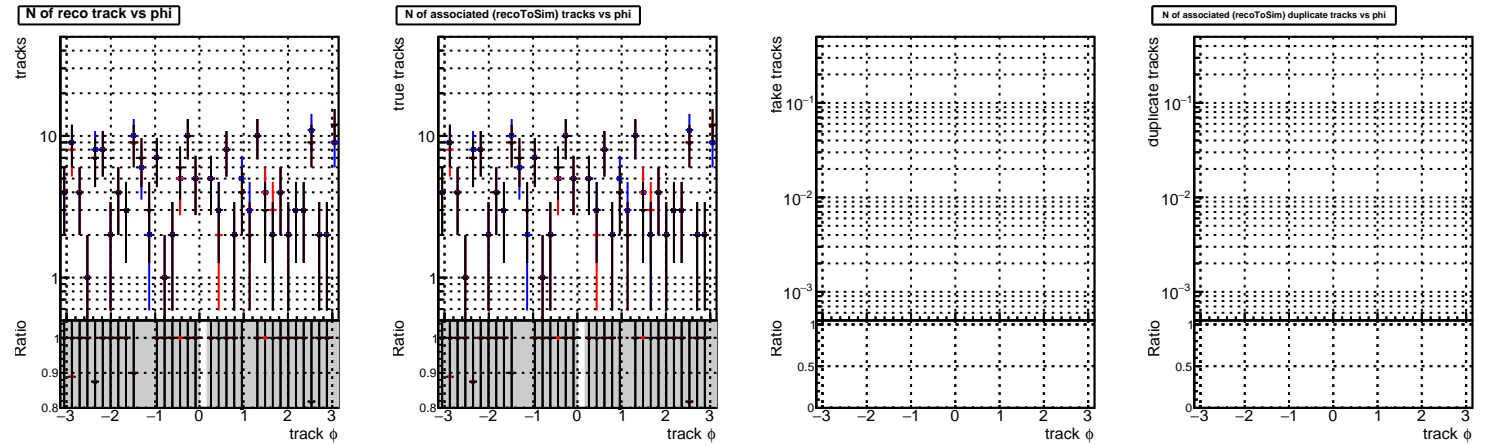 N of reco track vs phi
tracks
10
1
Ratio
1
0.9
0.8
−3 −2 −1 0 1 2 3
track ϕ
N of associated (recoToSim) tracks vs phi
true tracks
10
1
Ratio
1
0.9
0.8
−3 −2 −1 0 1 2 3
track ϕ
fake tracks
10⁻¹
10⁻²
10⁻³
Ratio
1
0.5
0
−3 −2 −1 0 1 2 3
track ϕ
N of associated (recoToSim) duplicate tracks vs phi
duplicate tracks
10⁻¹
10⁻²
10⁻³
Ratio
1
0.5
0
−3 −2 −1 0 1 2 3
track ϕ